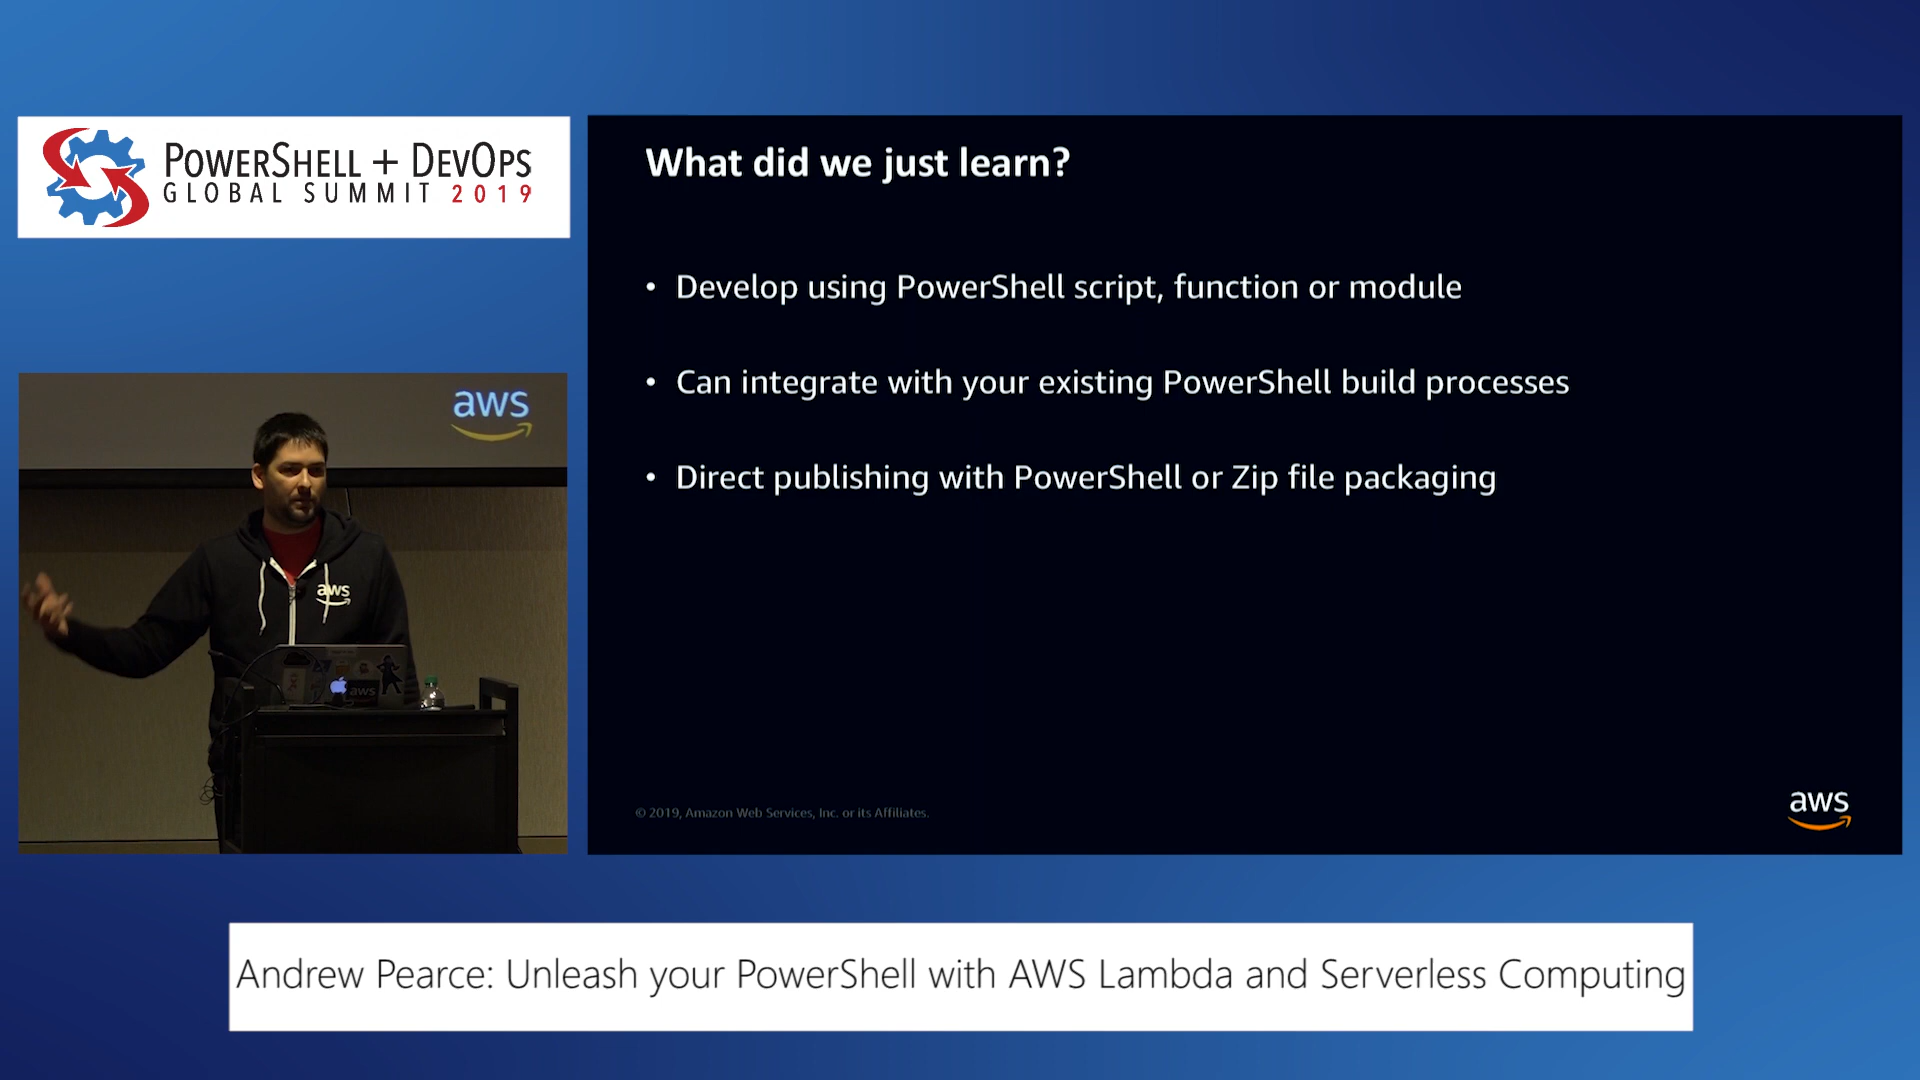 POWERSHELL + DEVOPS
GLOBAL SUMMIT 2019
What did we just learn?
• Develop using PowerShell script, function or module
• Can integrate with your existing PowerShell build processes
• Direct publishing with PowerShell or Zip file packaging
© 2019, Amazon Web Services, Inc. or its Affiliates.
aws
aws
aws
aws
Andrew Pearce: Unleash your PowerShell with AWS Lambda and Serverless Computing